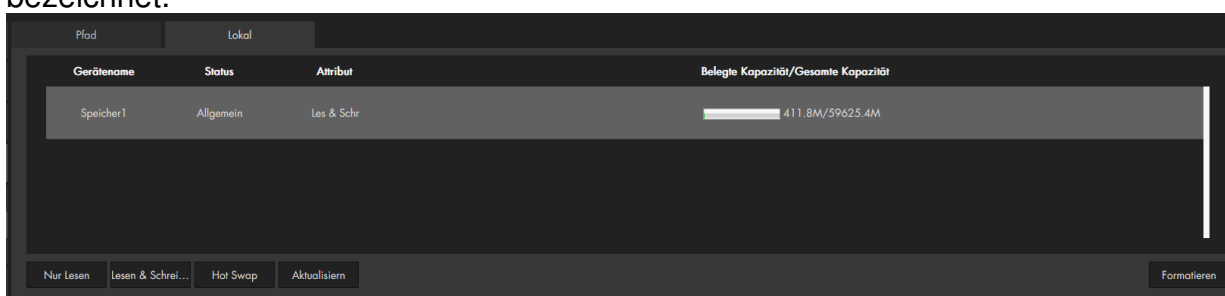 bezeichnet.
Pfad Lokal
Gerätename Status Attribut Belegte Kapazität/Gesamte Kapazität
Speicher1 Allgemein Les & Schr 411.8M/59625.4M
Nur Lesen Lesen & Schrei... Hot Swap Aktualisiern Formatieren